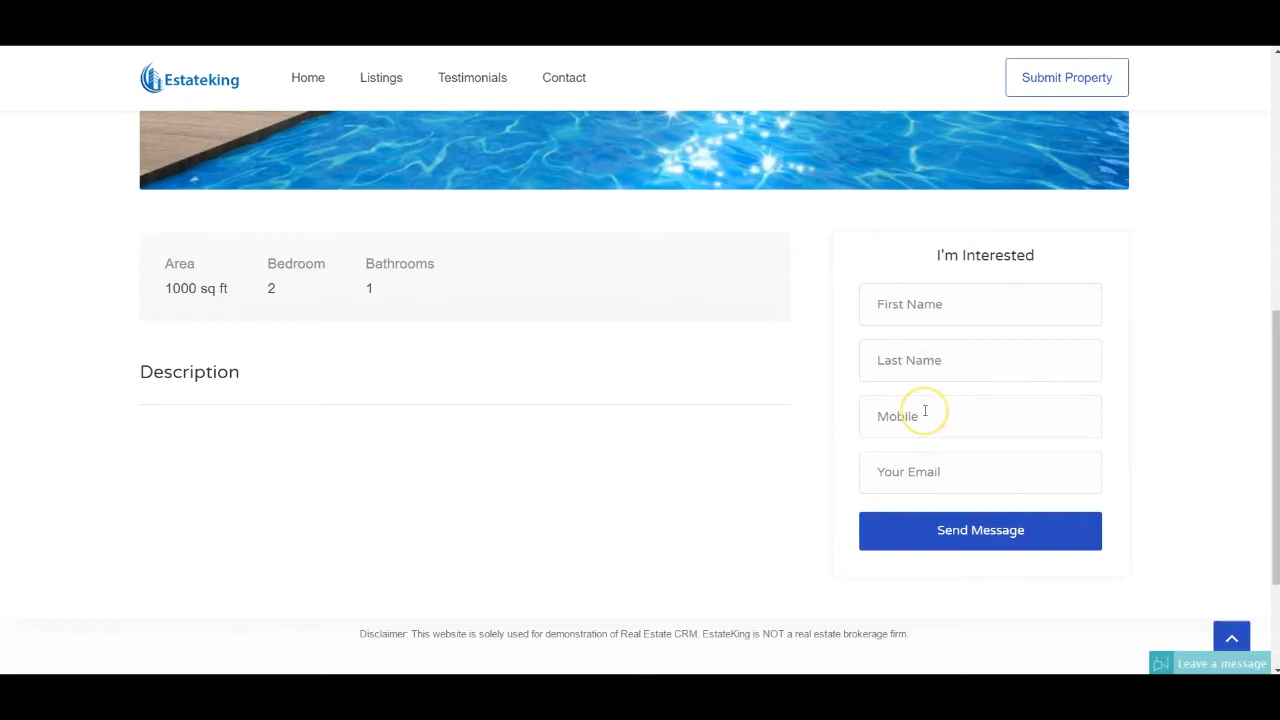 Estateking
Home Listings Testimonials Contact
Submit Property
Area Bedroom Bathrooms
1000 sq ft 2 1
Description
I'm Interested
First Name
Last Name
Mobile
Your Email
Send Message
Disclaimer: This website is solely used for demonstration of Real Estate CRM. EstateKing is NOT a real estate brokerage firm.
Leave a message